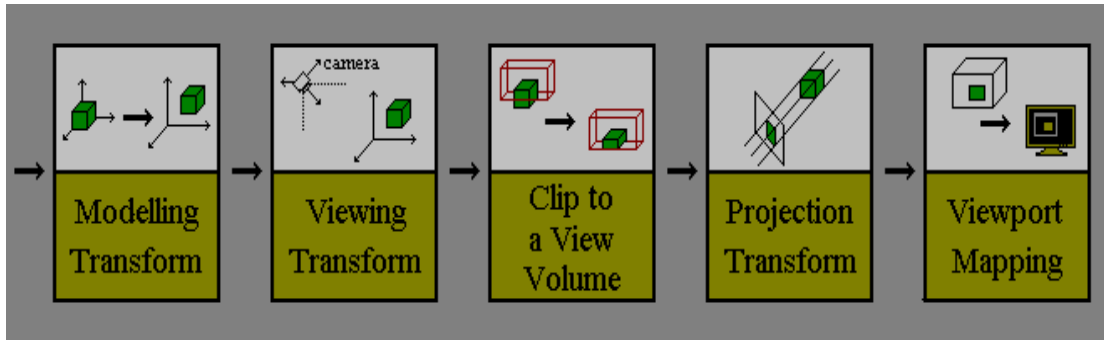 camera
Modelling
Transform
Viewing
Transform
Clip to
a View
Volume
Projection
Transform
Viewport
Mapping